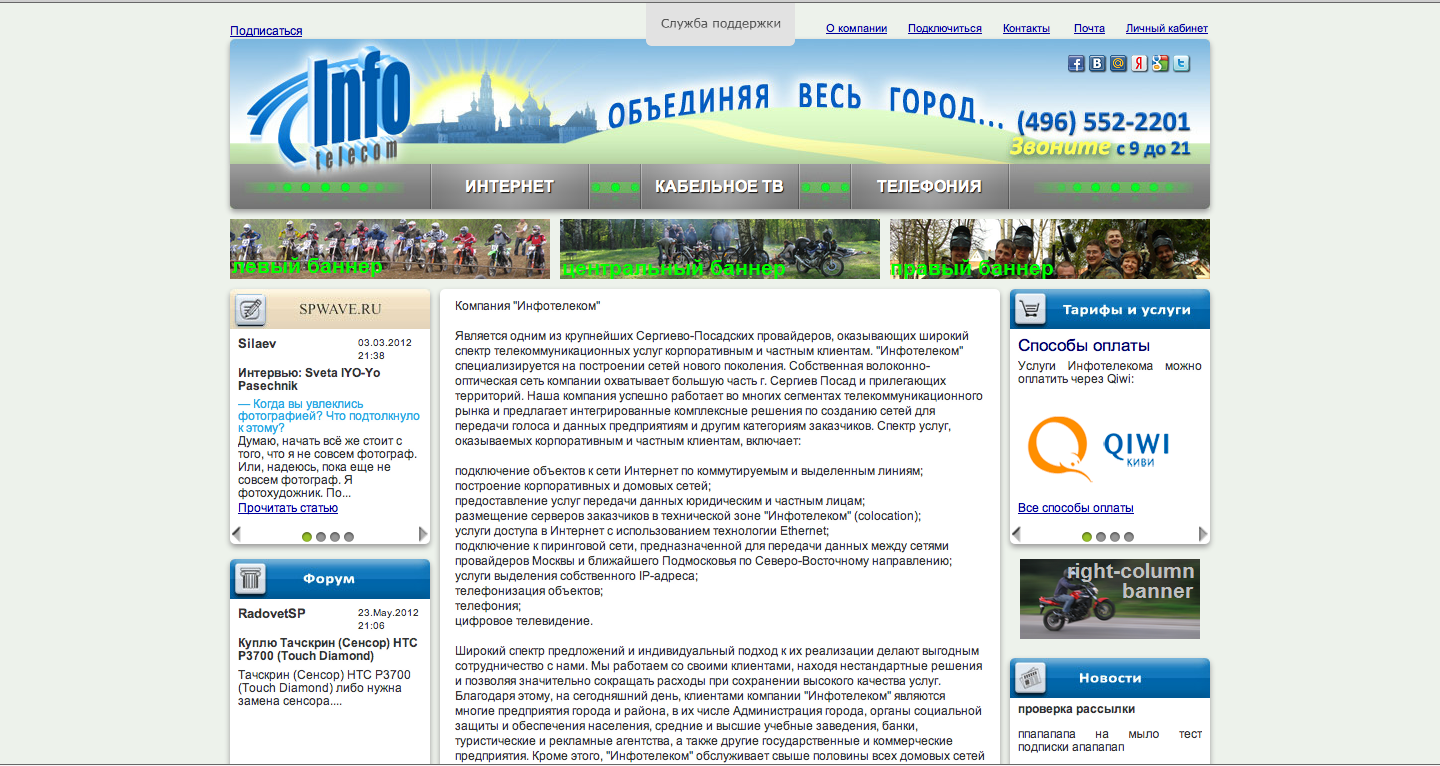 Служба поддержки
Подписаться
О компании Подключиться Контакты Почта Личный кабинет
Info
telecom
ОБЪЕДИНЯЯ ВЕСЬ ГОРОД...
(496) 552-2201
Звоните с 9 до 21
ИНТЕРНЕТ КАБЕЛЬНОЕ ТВ ТЕЛЕФОНИЯ
левый баннер
центральный баннер
правый баннер
SPWAVE.RU
Silaev 03.03.2012
21:38
Интервью: Sveta IYO-Yo
Pasechnik
— Когда вы увлеклись
фотографией? Что подтолкнуло
к этому?
Думаю, начать всё же стоит с
того, что я не совсем фотограф.
Или, надеюсь, пока еще не
совсем фотограф. Я
фотохудожник. По...
Прочитать статью
Форум
RadovetSP 23.May.2012
21:06
Куплю Тачскрин (Сенсор) HTC
P3700 (Touch Diamond)
Тачскрин (Сенсор) HTC P3700
(Touch Diamond) либо нужна
замена сенсора....
Компания "Инфотелеком"
Является одним из крупнейших Сергиево-Посадских провайдеров, оказывающих широкий
спектр телекоммуникационных услуг корпоративным и частным клиентам. "Инфотелеком"
специализируется на построении сетей нового поколения. Собственная волоконно-
оптическая сеть компании охватывает большую часть г. Сергиев Посад и прилегающих
территорий. Наша компания успешно работает во многих сегментах телекоммуникационного
рынка и предлагает интегрированные комплексные решения по созданию сетей для
передачи голоса и данных предприятиям и другим категориям заказчиков. Спектр услуг,
оказываемых корпоративным и частным клиентам, включает:
подключение объектов к сети Интернет по коммутируемым и выделенным линиям;
построение корпоративных и домовых сетей;
предоставление услуг передачи данных юридическим и частным лицам;
размещение серверов заказчиков в технической зоне "Инфотелеком" (colocation);
услуги доступа в Интернет с использованием технологии Ethernet;
подключение к пиринговой сети, предназначенной для передачи данных между сетями
провайдеров Москвы и ближайшего Подмосковья по Северо-Восточному направлению;
услуги выделения собственного IP-адреса;
телефонизация объектов;
телефония;
цифровое телевидение.
Широкий спектр предложений и индивидуальный подход к их реализации делают выгодным
сотрудничество с нами. Мы работаем со своими клиентами, находя нестандартные решения
и позволяя значительно сокращать расходы при сохранении высокого качества услуг.
Благодаря этому, на сегодняшний день, клиентами компании "Инфотелеком" являются
многие предприятия города и района, в их числе Администрация города, органы социальной
защиты и обеспечения населения, средние и высшие учебные заведения, банки,
туристические и рекламные агентства, а также другие государственные и коммерческие
предприятия. Кроме этого, "Инфотелеком" обслуживает свыше половины всех домовых сетей
Тарифы и услуги
Способы оплаты
Услуги Инфотелекома можно
оплатить через Qiwi:
QIWI
КИВИ
Все способы оплаты
right-column
banner
Новости
проверка рассылки
ппапапапа на мыло тест
подписки апапапап